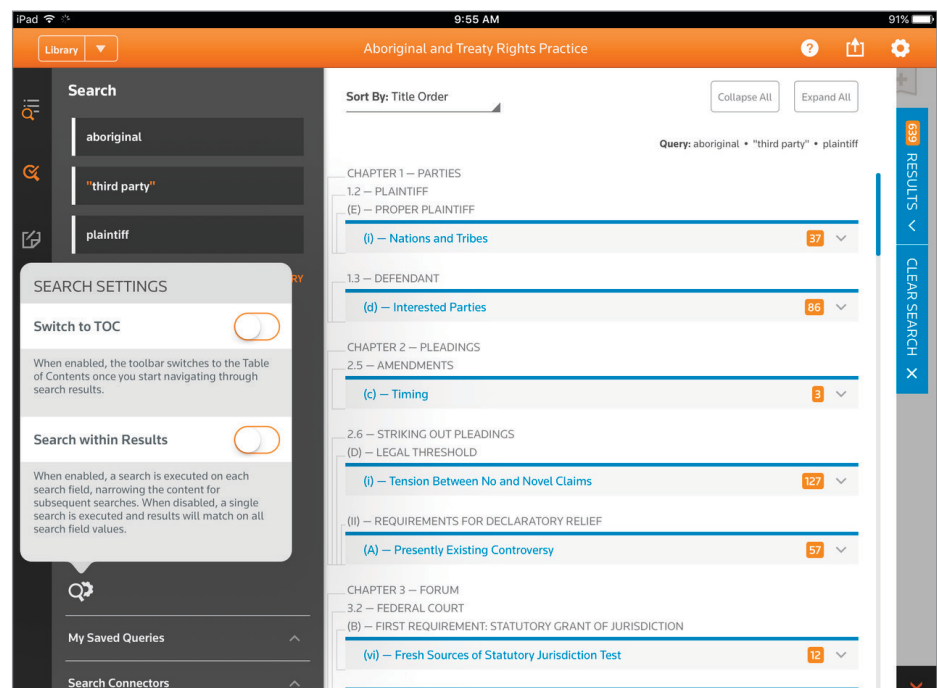 iPad
9:55 AM
91%
Library
Aboriginal and Treaty Rights Practice
?
Search
aboriginal
"third party"
plaintiff
RY
SEARCH SETTINGS
Switch to TOC
When enabled, the toolbar switches to the Table
of Contents once you start navigating through
search results.
Search within Results
When enabled, a search is executed on each
search field, narrowing the content for
subsequent searches. When disabled, a single
search is executed and results will match on all
search field values.
My Saved Queries
Search Connectors
Sort By: Title Order
Collapse All
Expand All
Query: aboriginal • "third party" • plaintiff
CHAPTER 1 — PARTIES
1.2 — PLAINTIFF
(E) — PROPER PLAINTIFF
(i) — Nations and Tribes 37
1.3 — DEFENDANT
(d) — Interested Parties 86
CHAPTER 2 — PLEADINGS
2.5 — AMENDMENTS
(c) — Timing 3
2.6 — STRIKING OUT PLEADINGS
(D) — LEGAL THRESHOLD
(i) — Tension Between No and Novel Claims 127
(II) — REQUIREMENTS FOR DECLARATORY RELIEF
(A) — Presently Existing Controversy 57
CHAPTER 3 — FORUM
3.2 — FEDERAL COURT
(B) — FIRST REQUIREMENT: STATUTORY GRANT OF JURISDICTION
(vi) — Fresh Sources of Statutory Jurisdiction Test 12
639 RESULTS
CLEAR SEARCH